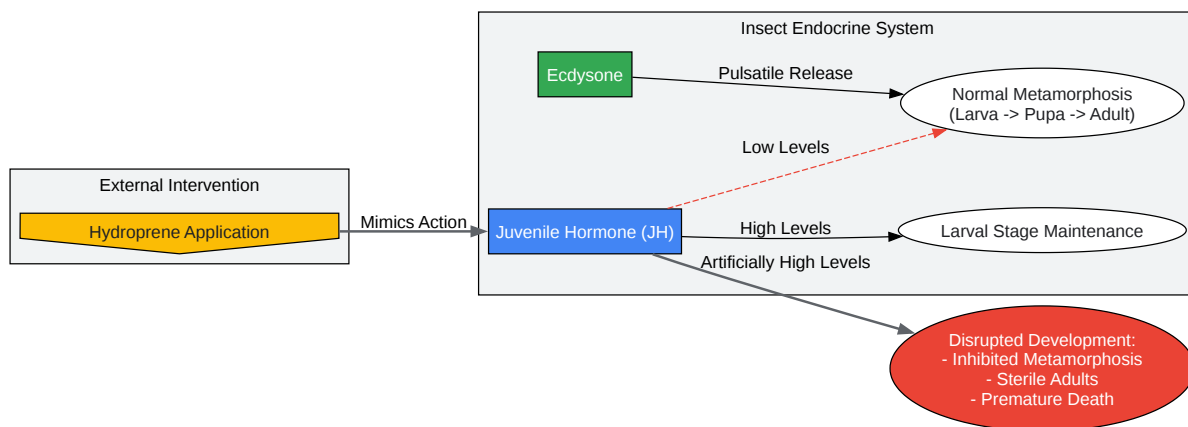 Insect Endocrine System
Ecdysone
Pulsatile Release
Normal Metamorphosis
(Larva -> Pupa -> Adult)
Low Levels
External Intervention
Hydroprene Application
Mimics Action
Juvenile Hormone (JH)
High Levels
Larval Stage Maintenance
Artificially High Levels
Disrupted Development:
- Inhibited Metamorphosis
- Sterile Adults
- Premature Death